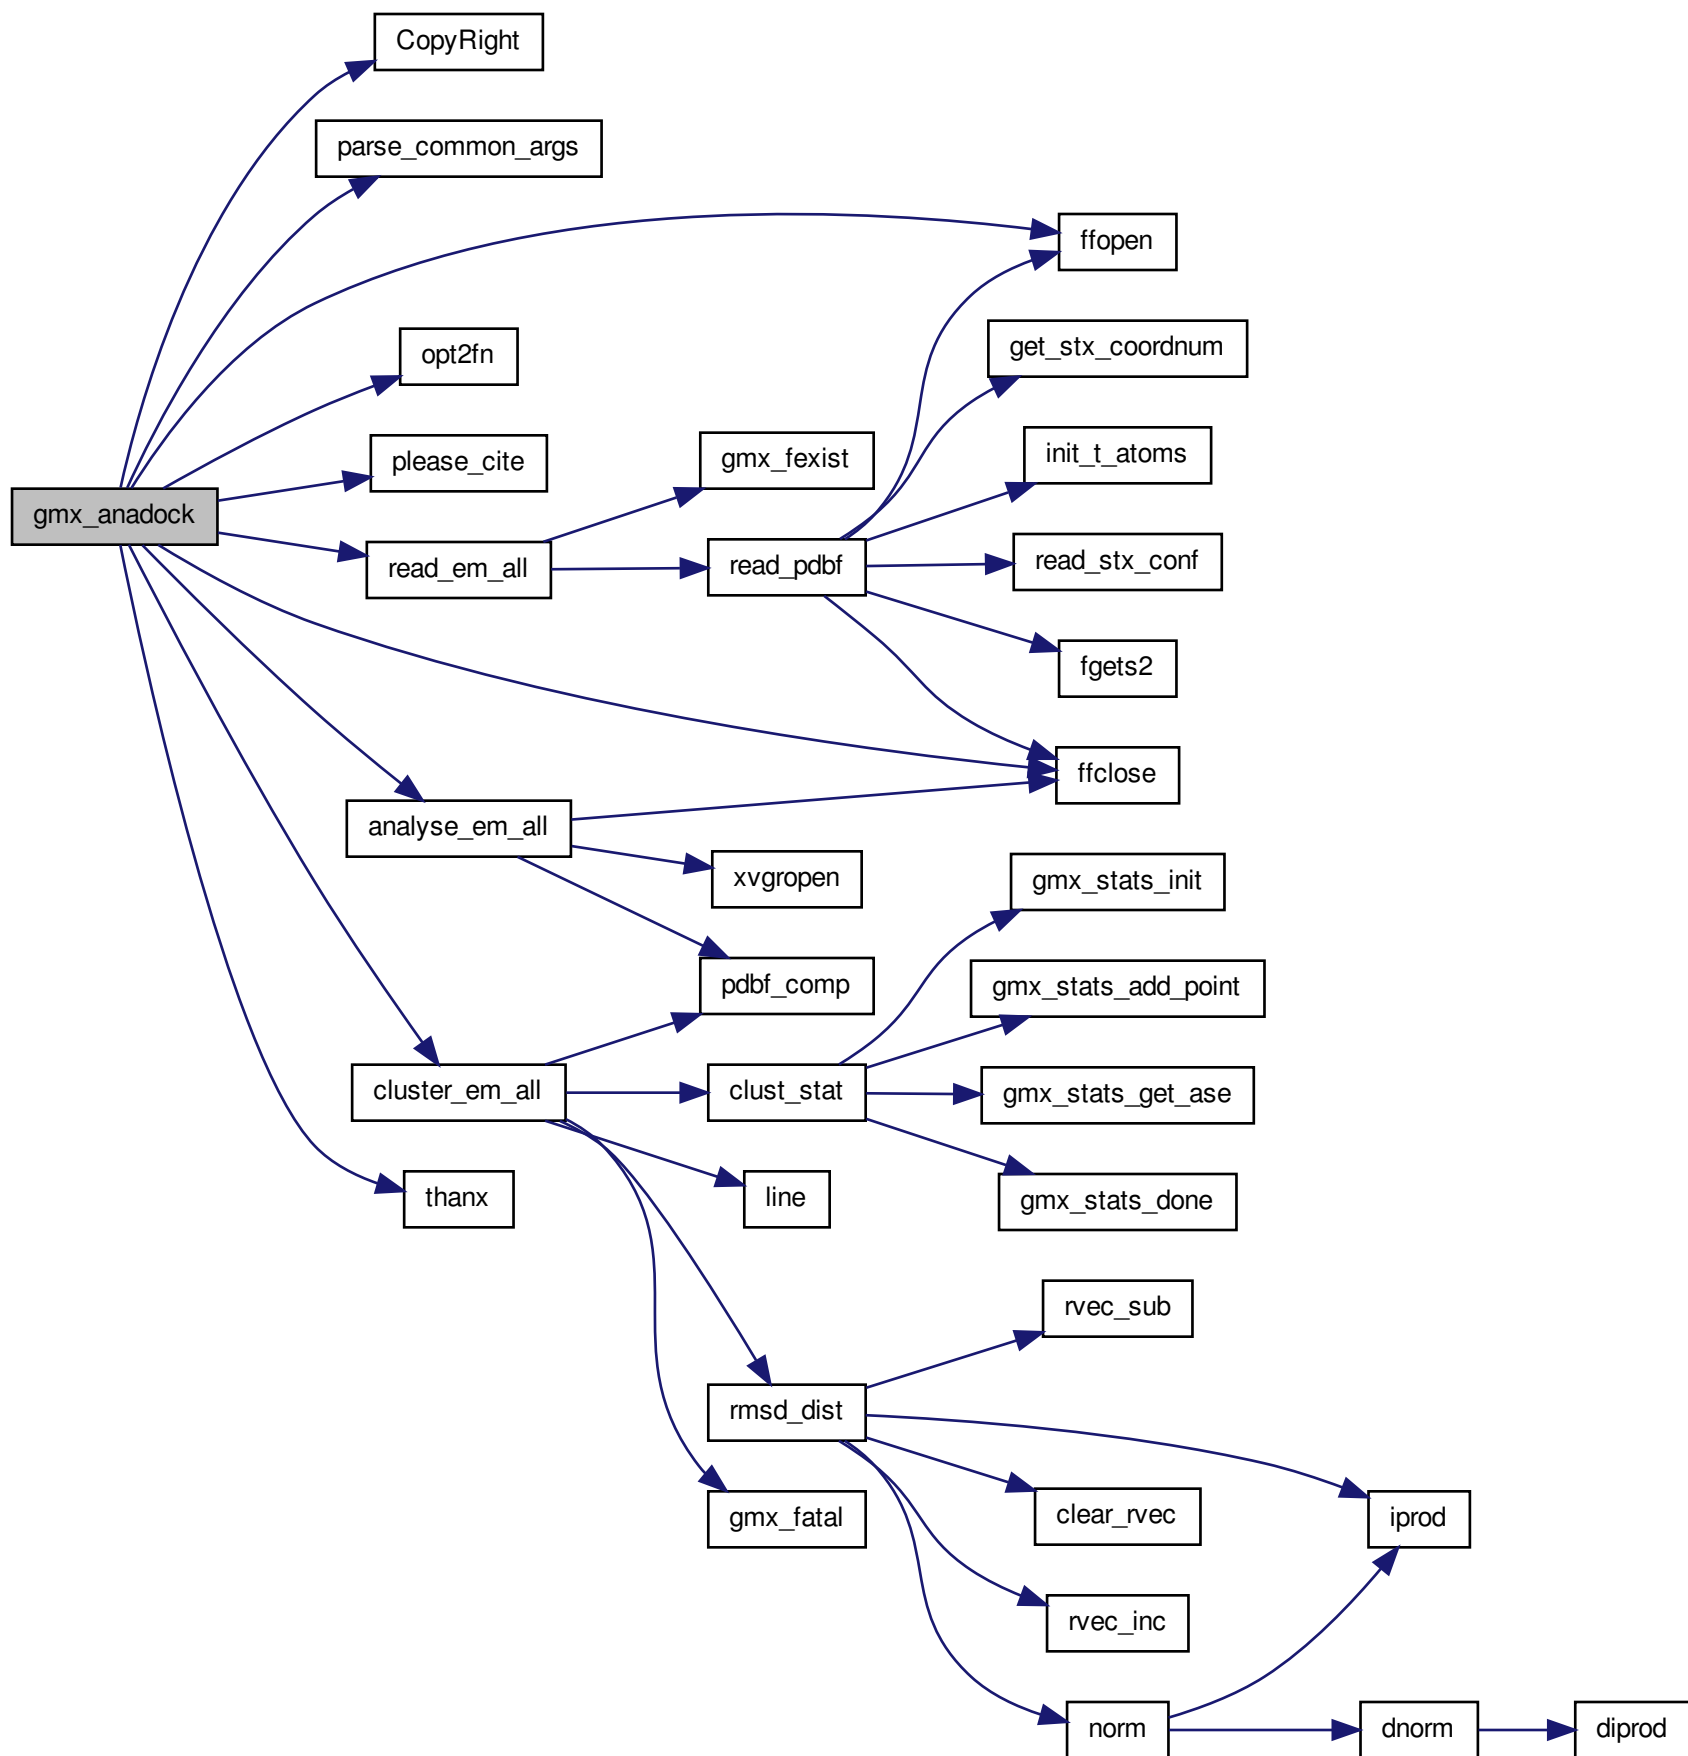 CopyRight
parse_common_args
ffopen
opt2fn
get_stx_coordnum
please_cite
gmx_fexist
init_t_atoms
gmx_anadock
read_em_all
read_pdbf
read_stx_conf
fgets2
ffclose
analyse_em_all
xvgropen
gmx_stats_init
pdbf_comp
gmx_stats_add_point
cluster_em_all
clust_stat
gmx_stats_get_ase
thanx
line
gmx_stats_done
rvec_sub
rmsd_dist
gmx_fatal
clear_rvec
iprod
rvec_inc
norm
dnorm
diprod